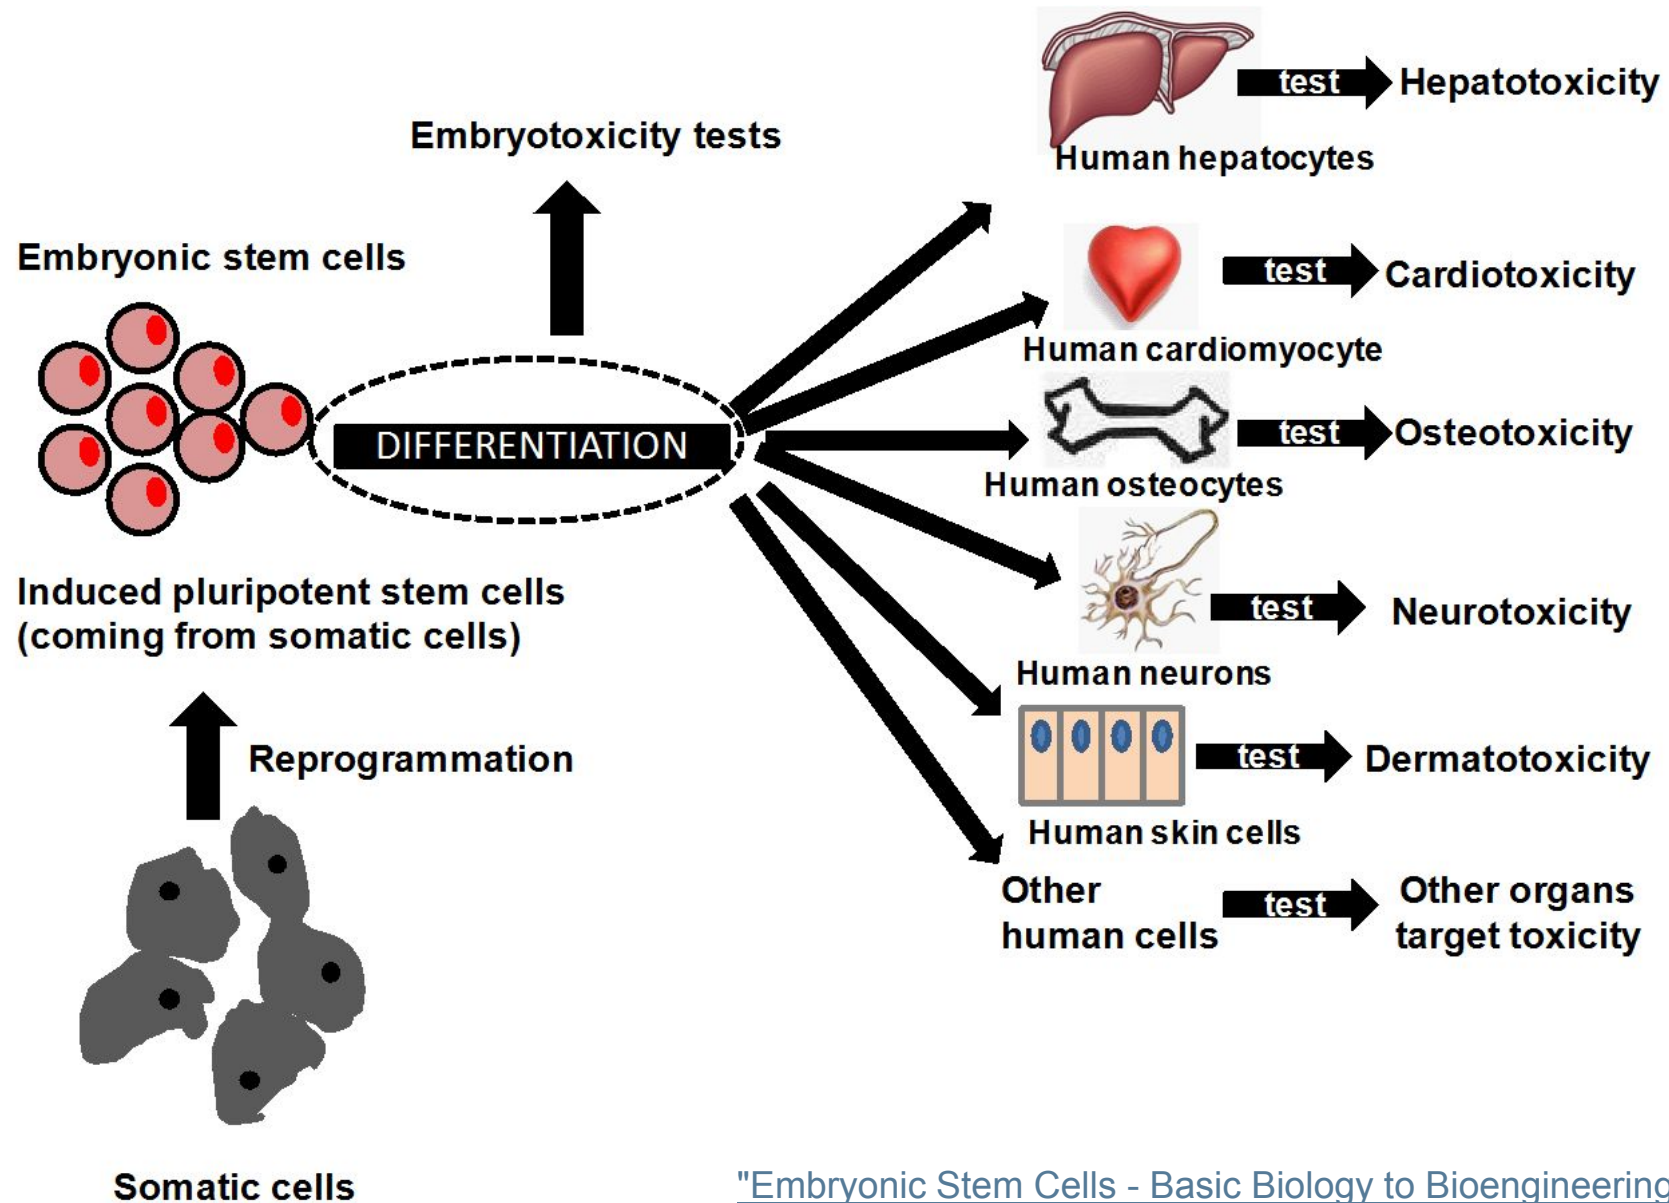 Embryotoxicity tests
Embryonic stem cells
DIFFERENTIATION
Induced pluripotent stem cells
(coming from somatic cells)
Reprogrammation
Somatic cells
test
Hepatotoxicity
Human hepatocytes
test
Cardiotoxicity
Human cardiomyocyte
test
Osteotoxicity
Human osteocytes
test
Neurotoxicity
Human neurons
test
Dermatotoxicity
Human skin cells
Other
human cells
test
Other organs
target toxicity
"Embryonic Stem Cells - Basic Biology to Bioengineering